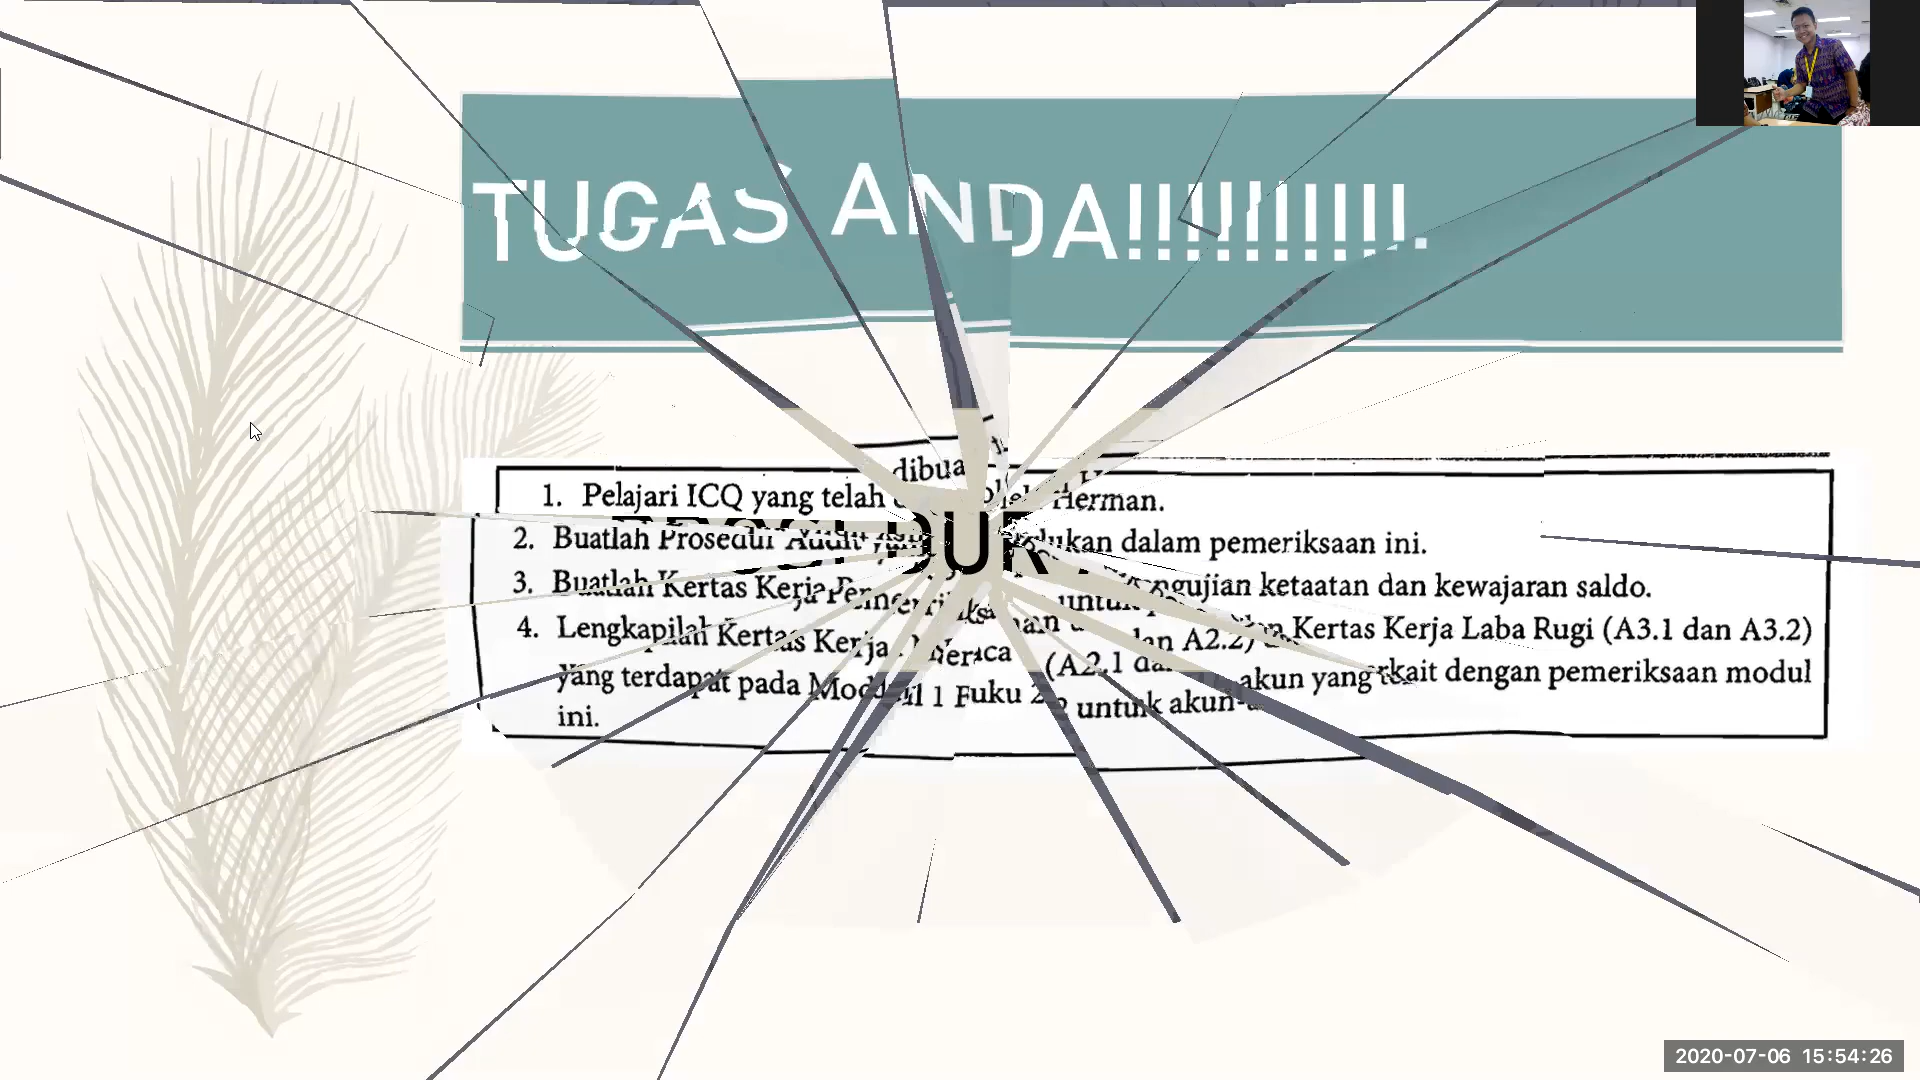 TUGAS ANDA!!!!!!!!!!!.
1. Pelajari ICQ yang telah dibuat oleh Herman.
2. Buatlah Prosedur Audit yang dalam pemeriksaan ini.
3. Buatlah Kertas Kerja Pemeriksaan untuk pengujian ketaatan dan kewajaran saldo.
4. Lengkapilah Kertas Kerja Neraca (A2.1 dan A2.2) dan Kertas Kerja Laba Rugi (A3.1 dan A3.2)
yang terdapat pada Modul 1 Buku 2 untuk akun-akun yang terkait dengan pemeriksaan modul
ini.
2020-07-06 15:54:26